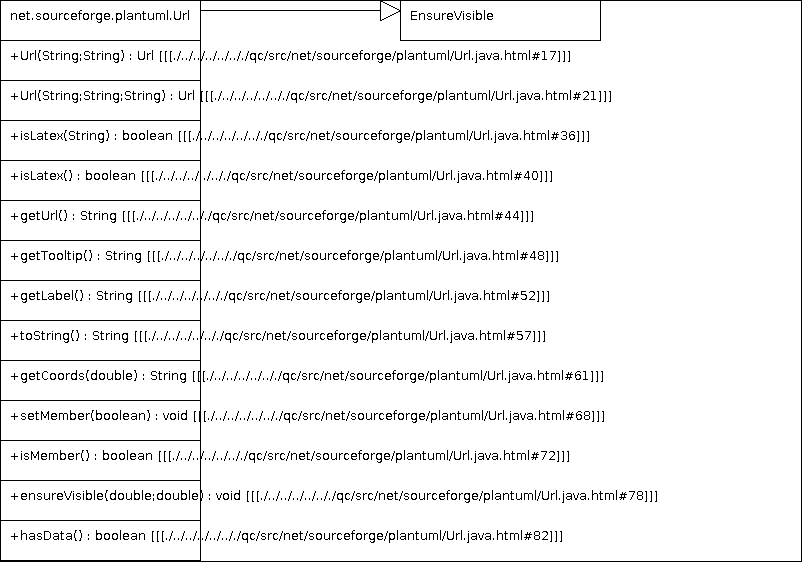 net.sourceforge.plantuml.Url
EnsureVisible
+Url(String;String) : Url [[[./../../../../../../qc/src/net/sourceforge/plantuml/Url.java.html#17]]]
+Url(String;String;String) : Url [[[./../../../../../../qc/src/net/sourceforge/plantuml/Url.java.html#21]]]
+isLatex(String) : boolean [[[./../../../../../../qc/src/net/sourceforge/plantuml/Url.java.html#36]]]
+isLatex() : boolean [[[./../../../../../../qc/src/net/sourceforge/plantuml/Url.java.html#40]]]
+getUrl() : String [[[./../../../../../../qc/src/net/sourceforge/plantuml/Url.java.html#44]]]
+getTooltip() : String [[[./../../../../../../qc/src/net/sourceforge/plantuml/Url.java.html#48]]]
+getLabel() : String [[[./../../../../../../qc/src/net/sourceforge/plantuml/Url.java.html#52]]]
+toString() : String [[[./../../../../../../qc/src/net/sourceforge/plantuml/Url.java.html#57]]]
+getCoords(double) : String [[[./../../../../../../qc/src/net/sourceforge/plantuml/Url.java.html#61]]]
+setMember(boolean) : void [[[./../../../../../../qc/src/net/sourceforge/plantuml/Url.java.html#68]]]
+isMember() : boolean [[[./../../../../../../qc/src/net/sourceforge/plantuml/Url.java.html#72]]]
+ensureVisible(double;double) : void [[[./../../../../../../qc/src/net/sourceforge/plantuml/Url.java.html#78]]]
+hasData() : boolean [[[./../../../../../../qc/src/net/sourceforge/plantuml/Url.java.html#82]]]